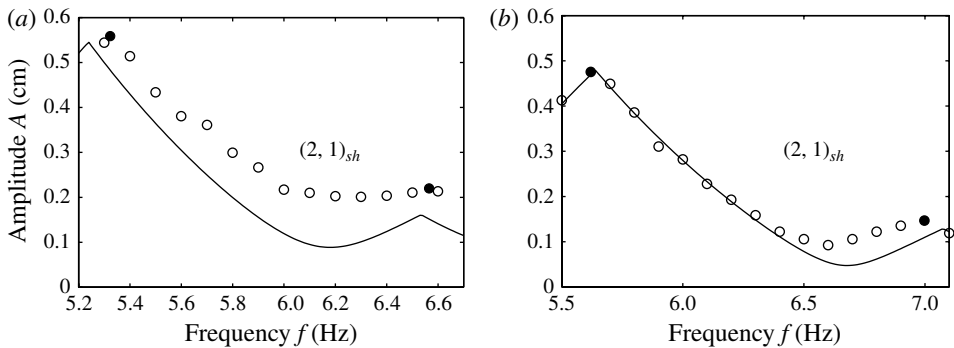 (a)
0.6
0.5
0.4
0.3
0.2
0.1
0
Amplitude A (cm)
(2, 1)sh
5.2 5.4 5.6 5.8 6.0 6.2 6.4 6.6
Frequency f (Hz)
(b)
0.6
0.5
0.4
0.3
0.2
0.1
0
(2, 1)sh
5.5 6.0 6.5 7.0
Frequency f (Hz)